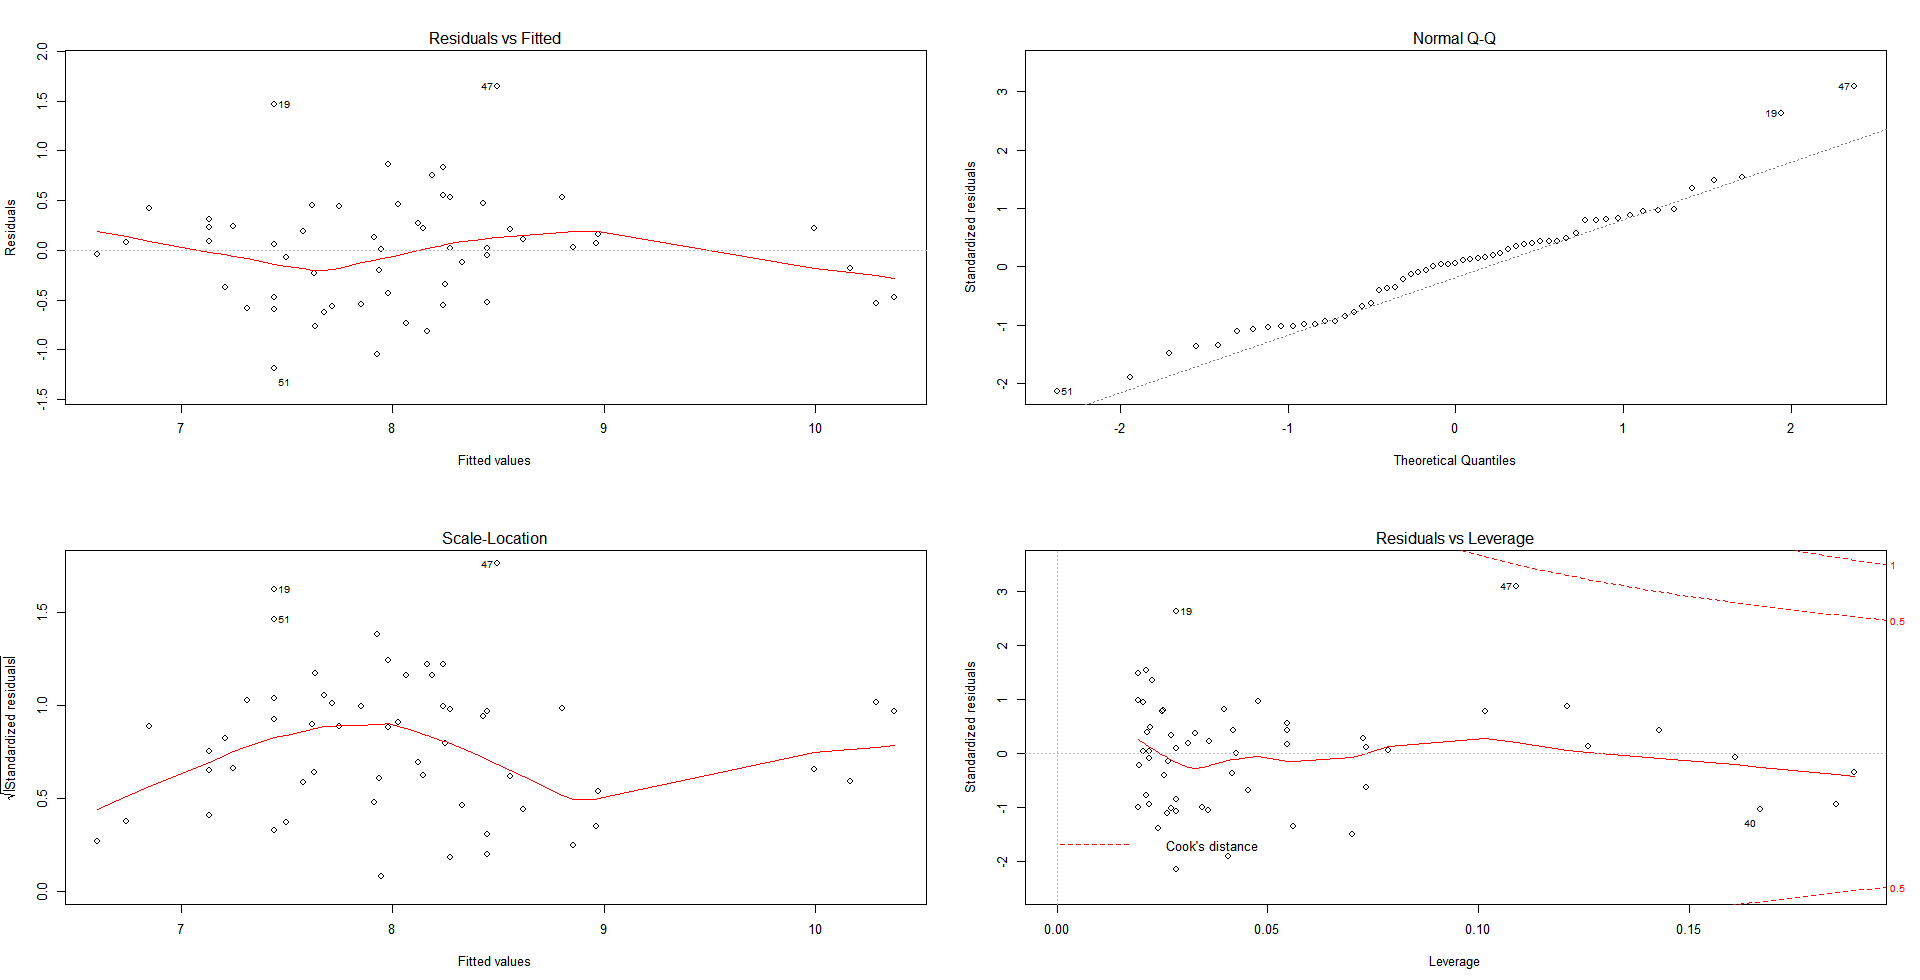 Residuals vs Fitted
2.0
1.5
1.0
0.5
0.0
-0.5
-1.0
-1.5
Residuals
19
47
51
7 8 9 10
Fitted values
Normal Q-Q
3
2
1
0
-1
-2
Standardized residuals
47
19
51
-2 -1 0 1 2
Theoretical Quantiles
Scale-Location
1.5
1.0
0.5
0.0
√|Standardized residuals|
47
19
51
7 8 9 10
Fitted values
Residuals vs Leverage
3
2
1
0
-1
-2
Standardized residuals
47
19
40
1
0.5
0.5
Cook's distance
0.00 0.05 0.10 0.15
Leverage